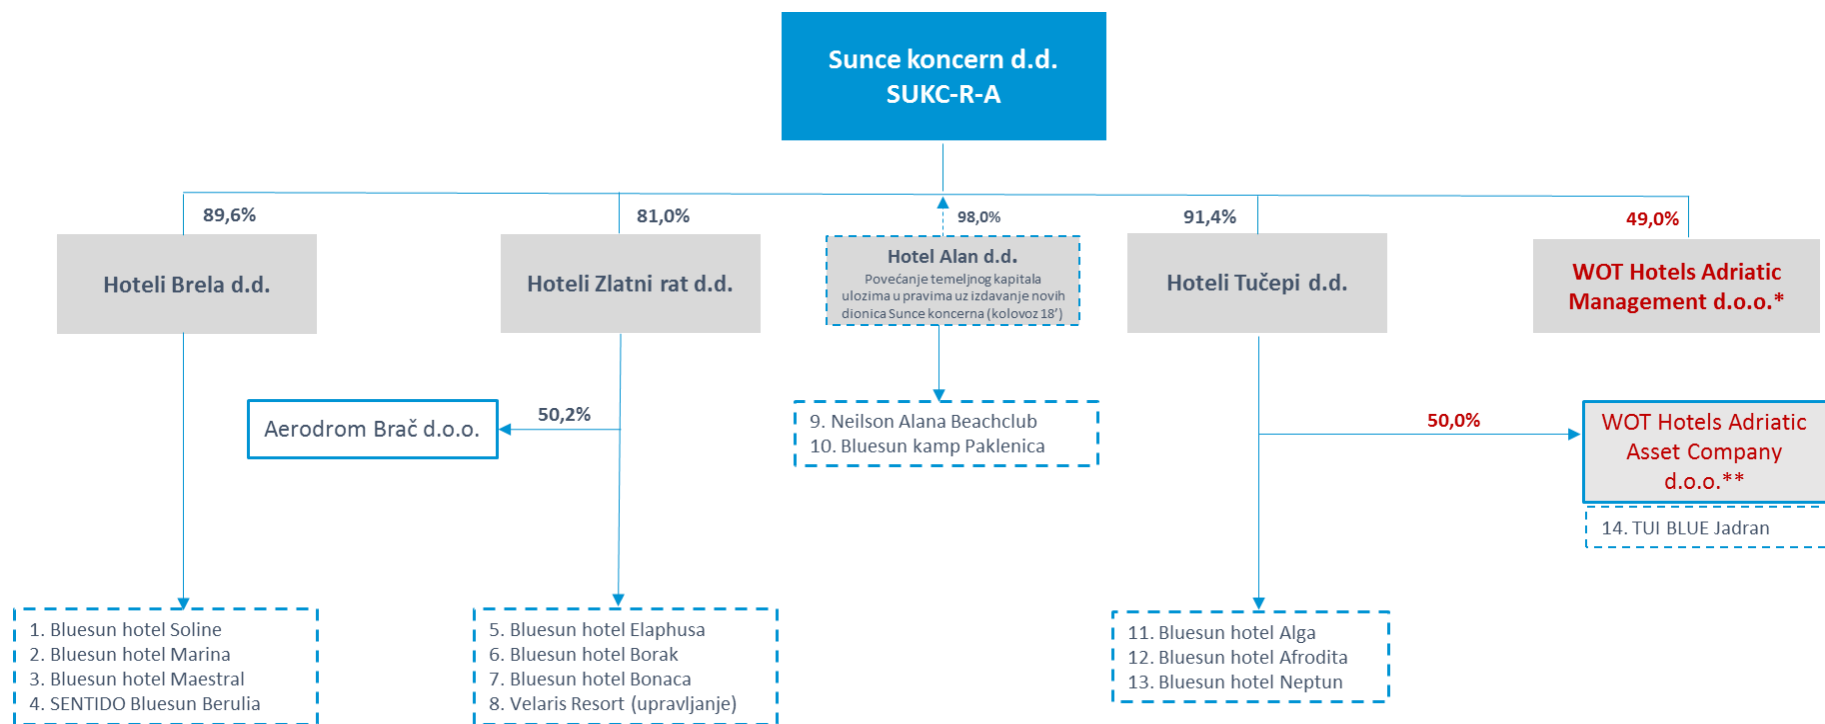 Sunce koncern d.d.
SUKC-R-A
89,6%
81,0%
98,0%
91,4%
49,0%
Hoteli Brela d.d.
Hoteli Zlatni rat d.d.
Hotel Alan d.d.
Povećanje temeljnog kapitala
ulozima u pravima uz izdavanje novih
dionica Sunce koncerna (kolovoz 18’)
Hoteli Tučepi d.d.
WOT Hotels Adriatic
Management d.o.o.*
Aerodrom Brač d.o.o.
50,2%
9. Neilson Alana Beachclub
10. Bluesun kamp Paklenica
50,0%
WOT Hotels Adriatic
Asset Company
d.o.o.**
14. TUI BLUE Jadran
1. Bluesun hotel Soline
2. Bluesun hotel Marina
3. Bluesun hotel Maestral
4. SENTIDO Bluesun Berulia
5. Bluesun hotel Elaphusa
6. Bluesun hotel Borak
7. Bluesun hotel Bonaca
8. Velaris Resort (upravljanje)
11. Bluesun hotel Alga
12. Bluesun hotel Afrodita
13. Bluesun hotel Neptun